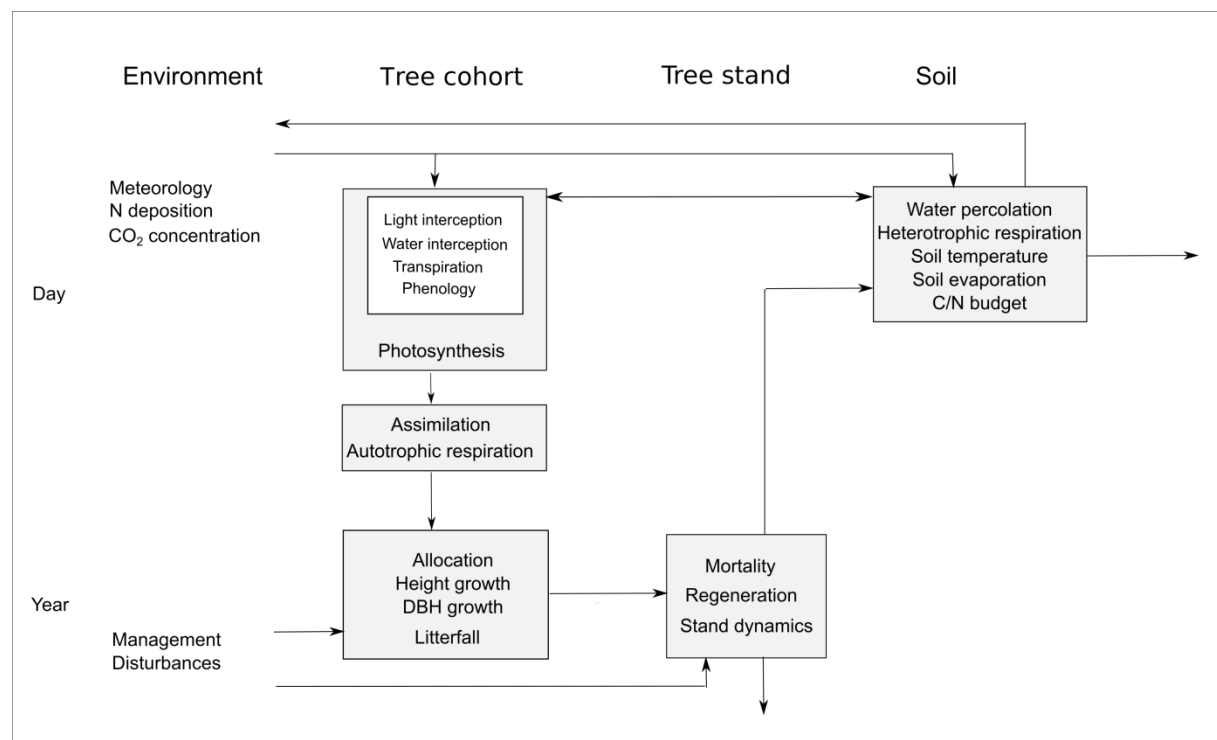 Environment
Tree cohort
Tree stand
Soil
Meteorology
N deposition
CO₂ concentration
Day
Light interception
Water interception
Transpiration
Phenology
Photosynthesis
Water percolation
Heterotrophic respiration
Soil temperature
Soil evaporation
C/N budget
Assimilation
Autotrophic respiration
Year
Management
Disturbances
Allocation
Height growth
DBH growth
Litterfall
Mortality
Regeneration
Stand dynamics